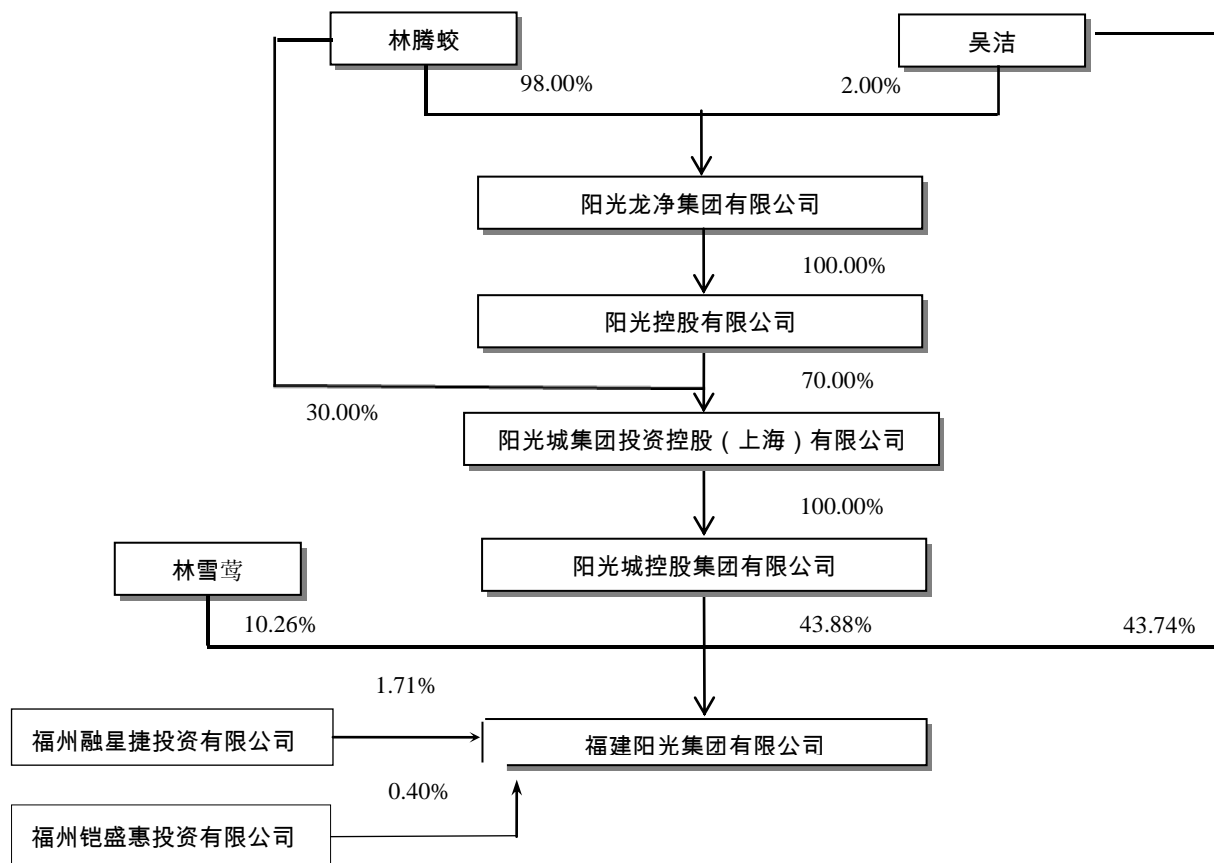 林腾蛟
吴洁
98.00%
2.00%
阳光龙净集团有限公司
100.00%
阳光控股有限公司
70.00%
30.00%
阳光城集团投资控股（上海）有限公司
100.00%
林雪莺
阳光城控股集团有限公司
10.26%
43.88%
43.74%
1.71%
福州融星捷投资有限公司
福建阳光集团有限公司
0.40%
福州铠盛惠投资有限公司